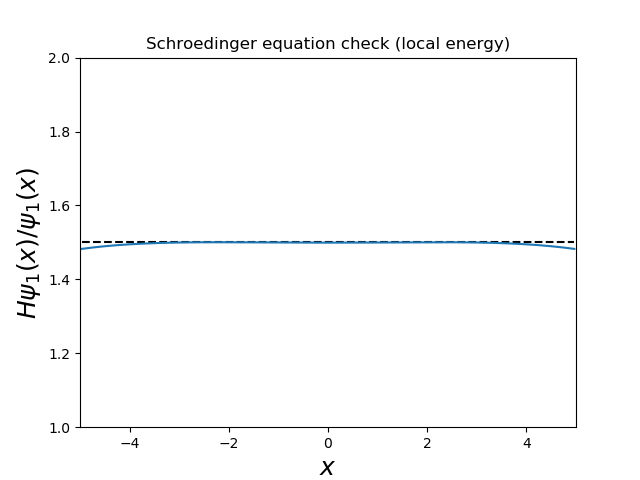 Schroedinger equation check (local energy)
Hψ₁(x)/ψ₁(x)
2.0
1.8
1.6
1.4
1.2
1.0
−4 −2 0 2 4
x